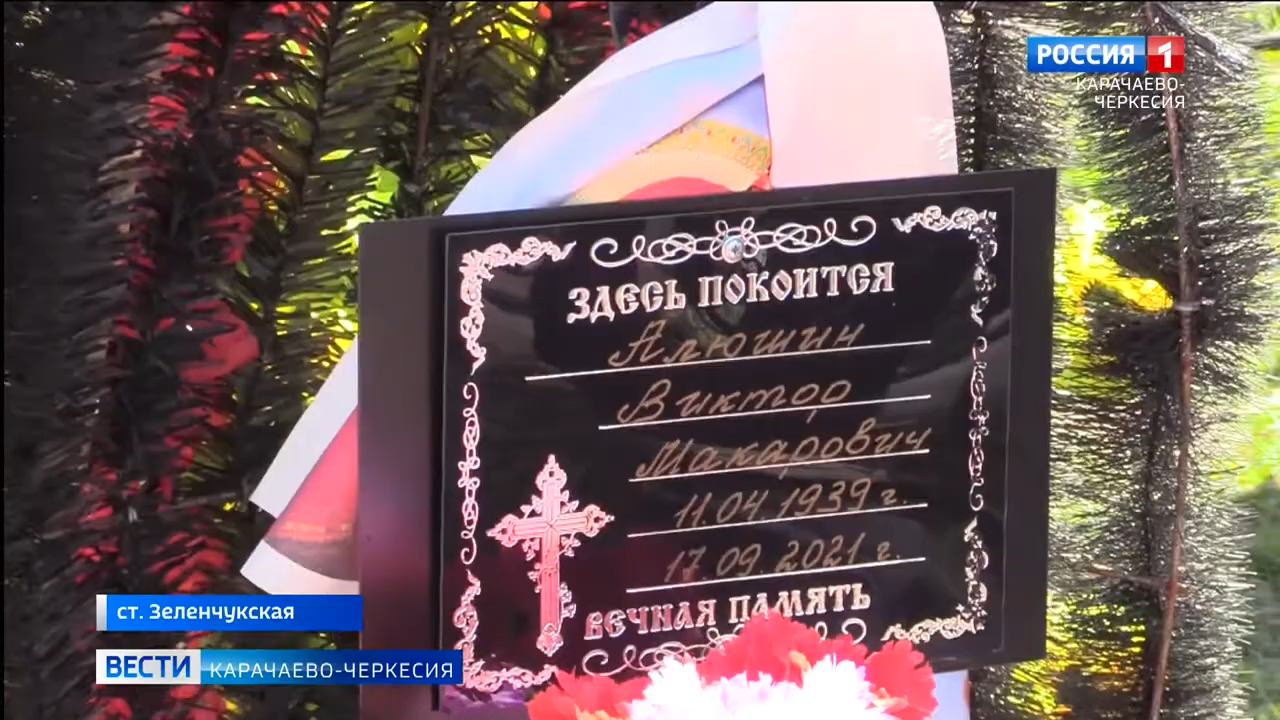 РОССИЯ 1
КАРАЧАЕВО-
ЧЕРКЕСИЯ
ЗДЕСЬ ПОКОИТСЯ
Алюшин
Виктор
Макарович
11.04.1939 г.
17.09.2021 г.
ВЕЧНАЯ ПАМЯТЬ
ст. Зеленчукская
ВЕСТИ КАРАЧАЕВО-ЧЕРКЕСИЯ